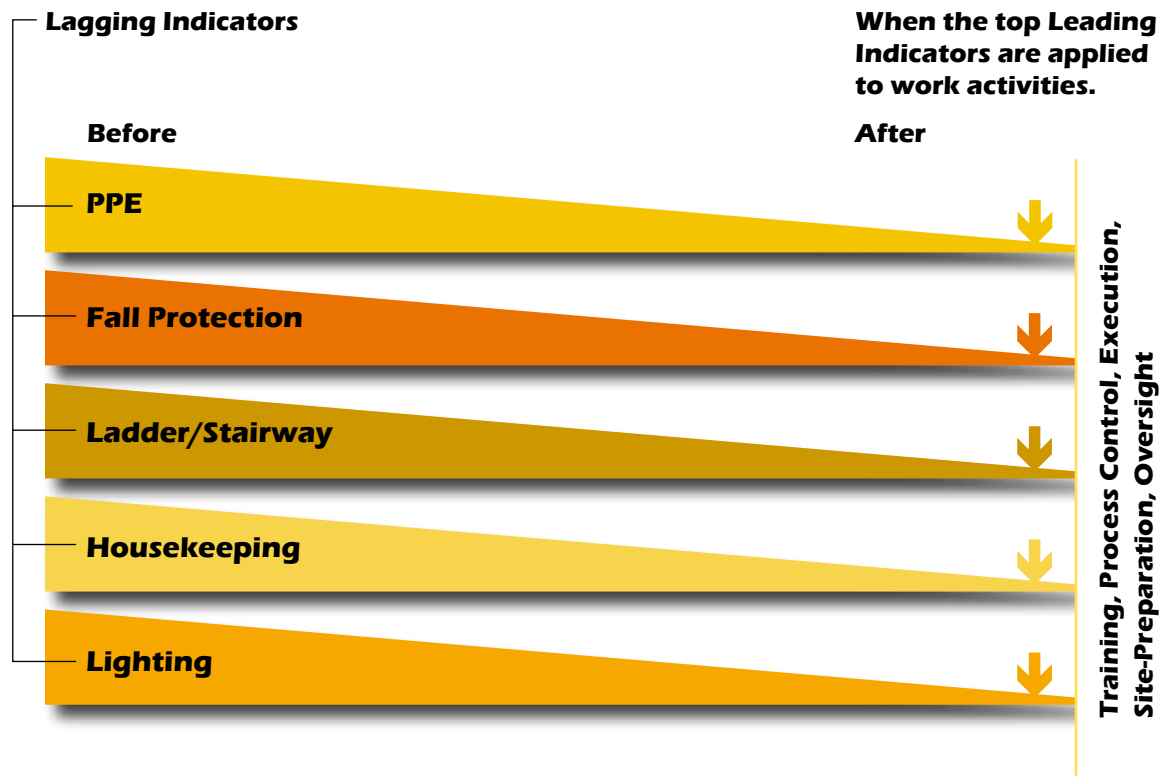 Lagging Indicators
When the top Leading
Indicators are applied
to work activities.
Before
After
PPE
Fall Protection
Ladder/Stairway
Housekeeping
Lighting
Training, Process Control, Execution,
Site-Preparation, Oversight